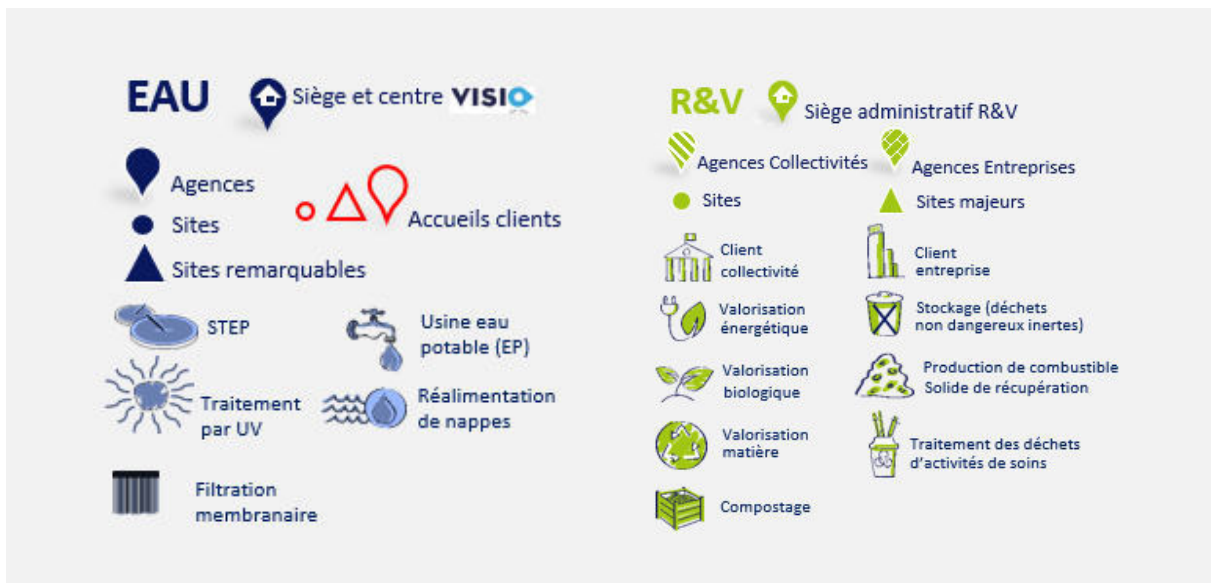 EAU
Siège et centre VISIO
Agences
Sites
Accueils clients
Sites remarquables
STEP
Usine eau
potable (EP)
Traitement
par UV
Réalimentation
de nappes
Filtration
membranaire
R&V
Siège administratif R&V
Agences Collectivités
Agences Entreprises
Sites
Sites majeurs
Client
collectivité
Client
entreprise
Valorisation
énergétique
Stockage (déchets
non dangereux inertes)
Valorisation
biologique
Production de combustible
Solide de récupération
Valorisation
matière
Traitement des déchets
d'activités de soins
Compostage